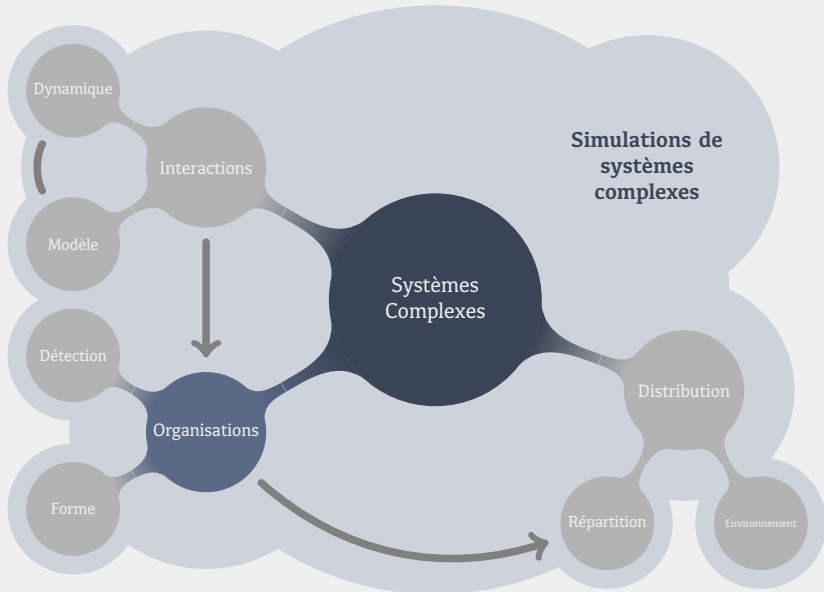 Dynamique
Interactions
Modèle
Simulations de
systèmes
complexes
Systèmes
Complexes
Détection
Organisations
Forme
Distribution
Répartition
Environnement